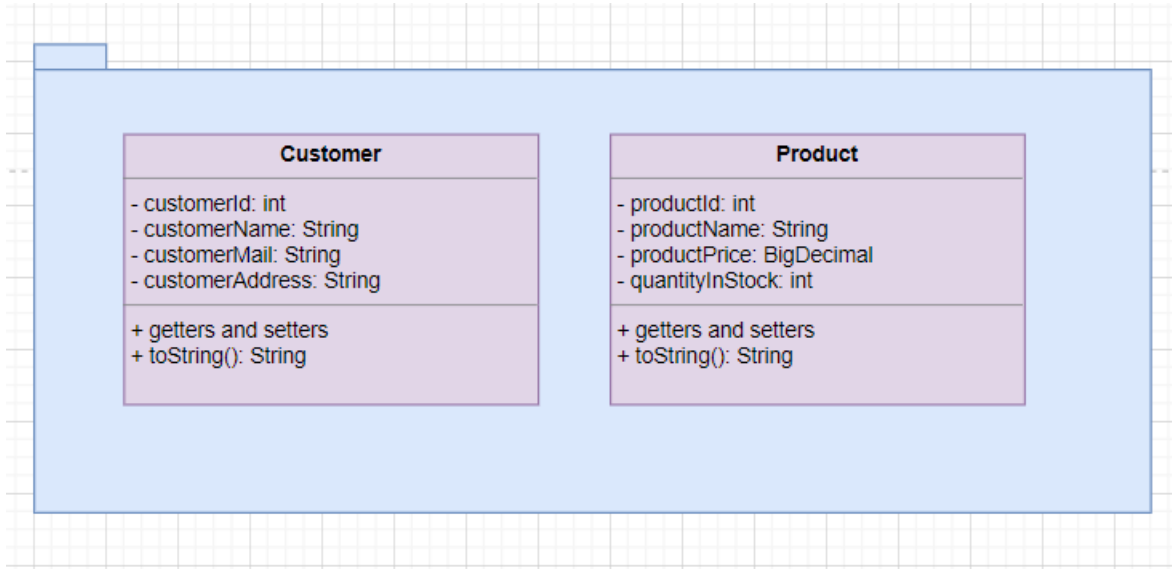 Customer
- customerId: int
- customerName: String
- customerMail: String
- customerAddress: String
+ getters and setters
+ toString(): String
Product
- productId: int
- productName: String
- productPrice: BigDecimal
- quantityInStock: int
+ getters and setters
+ toString(): String